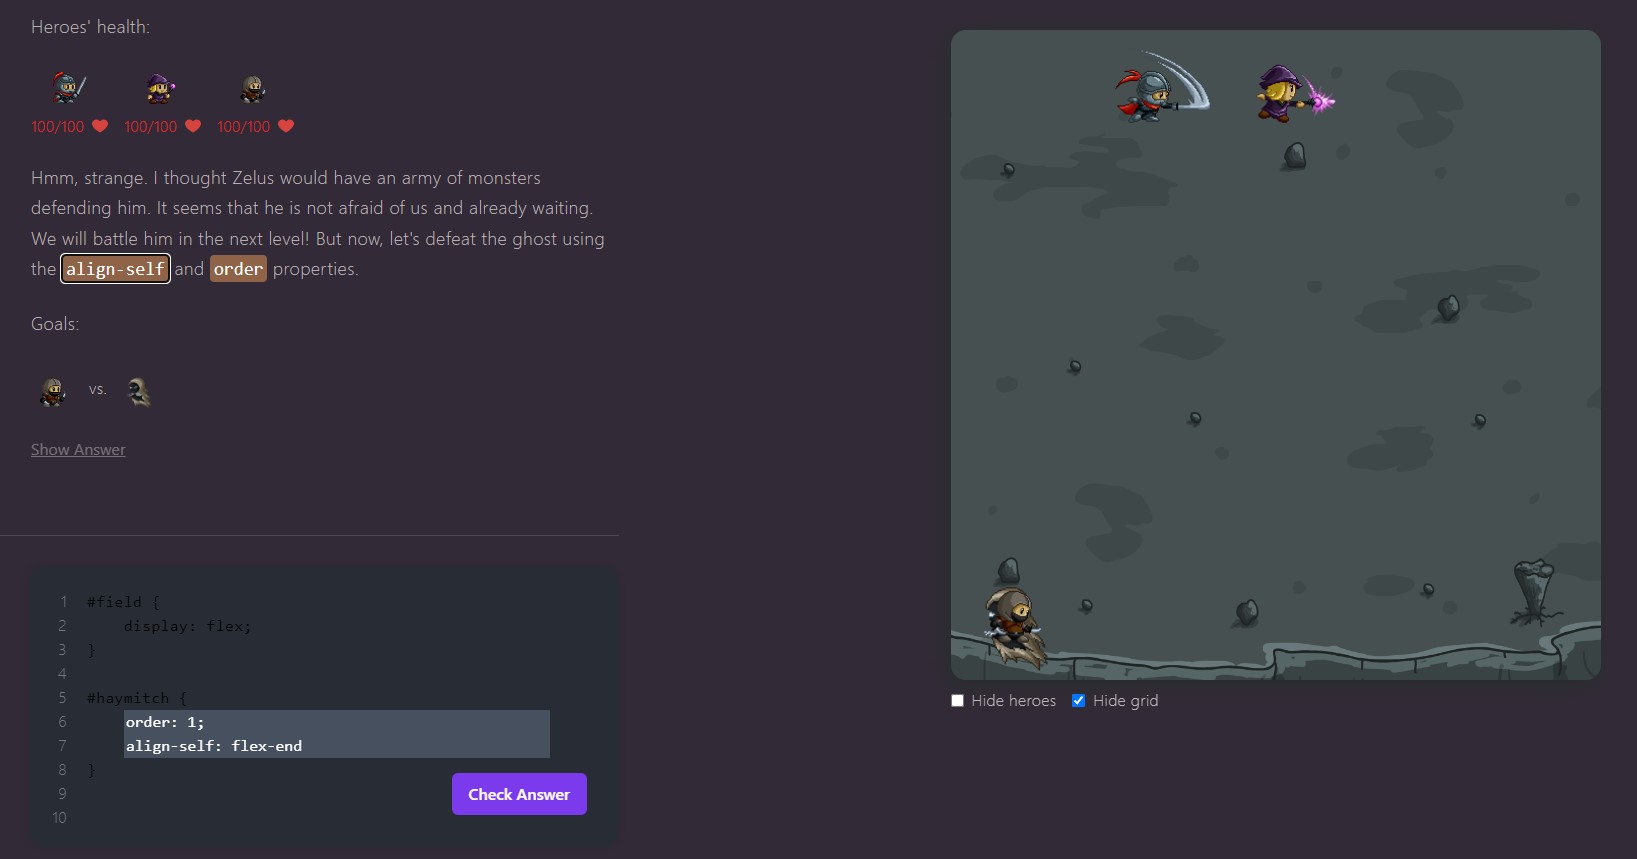 Heroes' health:
100/100 100/100 100/100
Hmm, strange. I thought Zelus would have an army of monsters
defending him. It seems that he is not afraid of us and already waiting.
We will battle him in the next level! But now, let's defeat the ghost using
the align-self and order properties.
Goals:
vs.
Show Answer
1 #field {
2 display: flex;
3 }
4
5 #haymitch {
6 order: 1;
7 align-self: flex-end
8 }
9
10
Check Answer
Hide heroes Hide grid